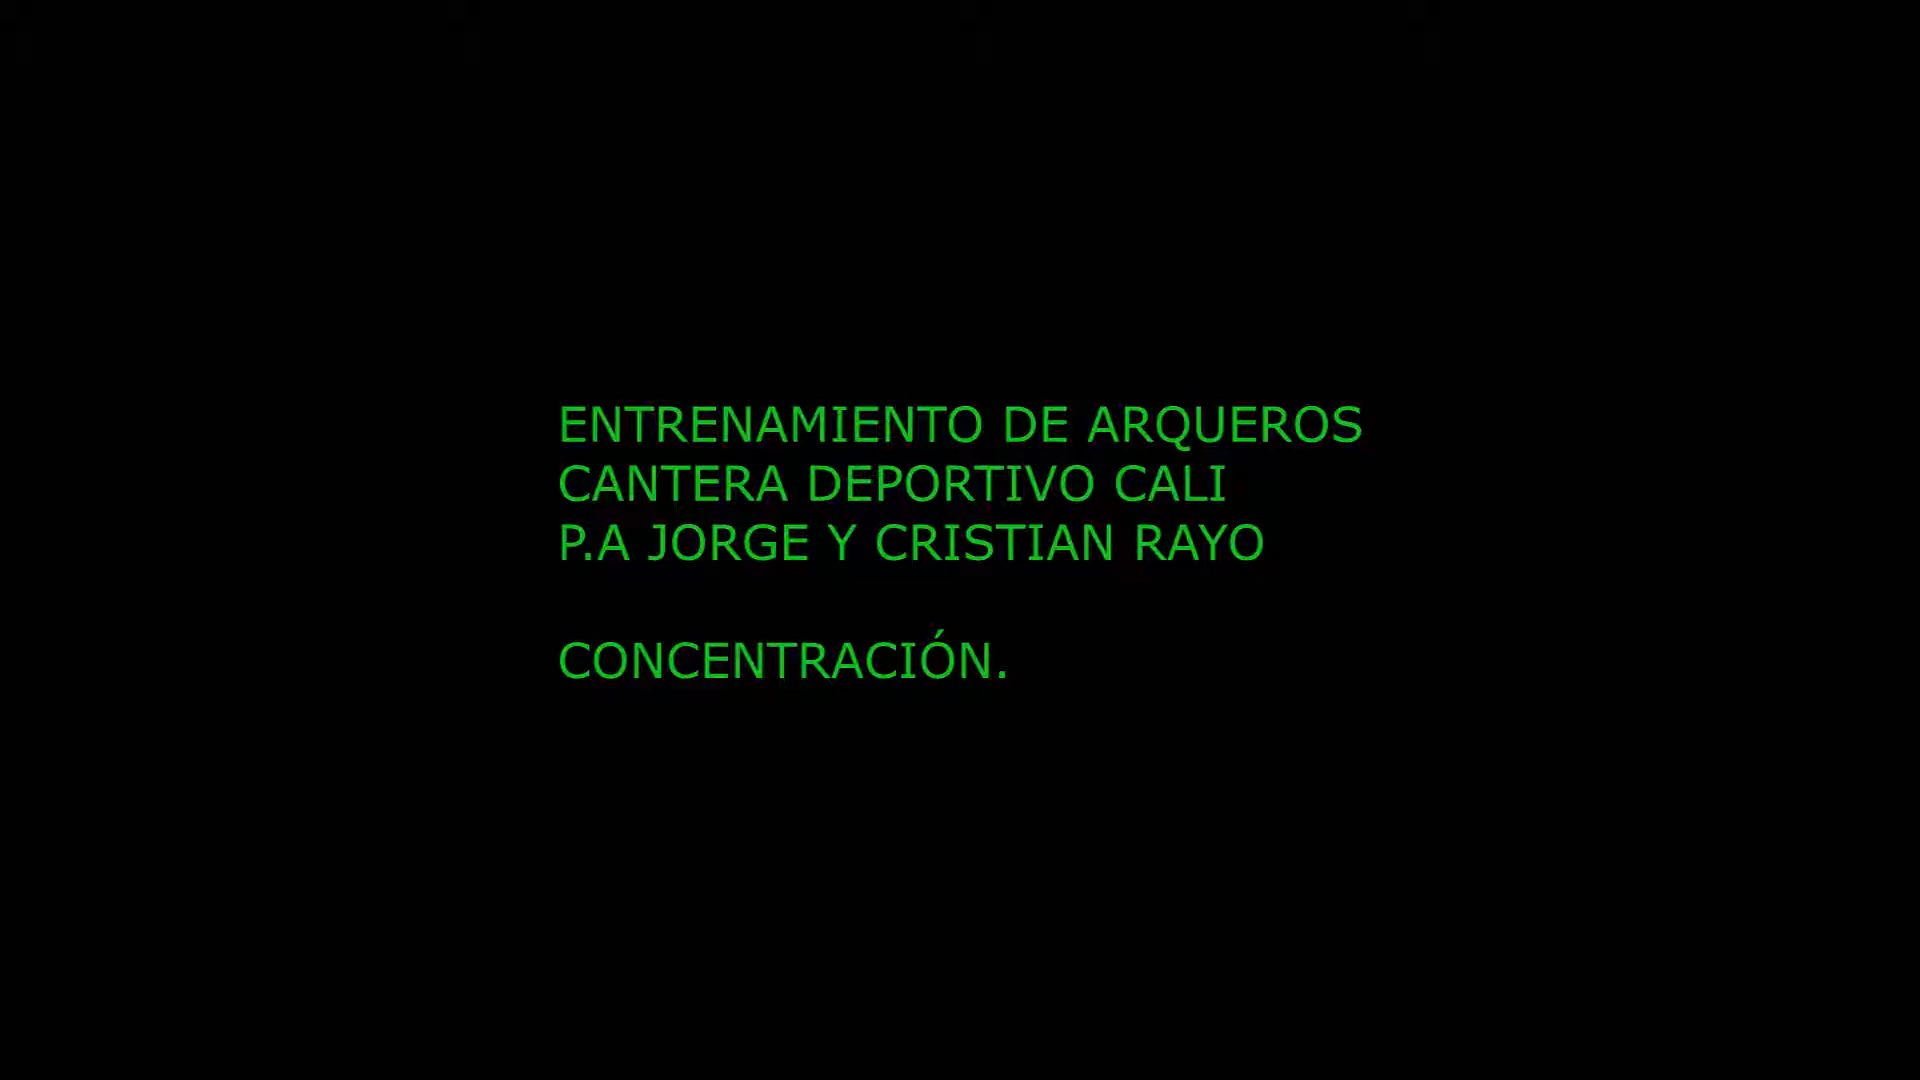 ENTRENAMIENTO DE ARQUEROS
CANTERA DEPORTIVO CALI
P.A JORGE Y CRISTIAN RAYO
CONCENTRACIÓN.